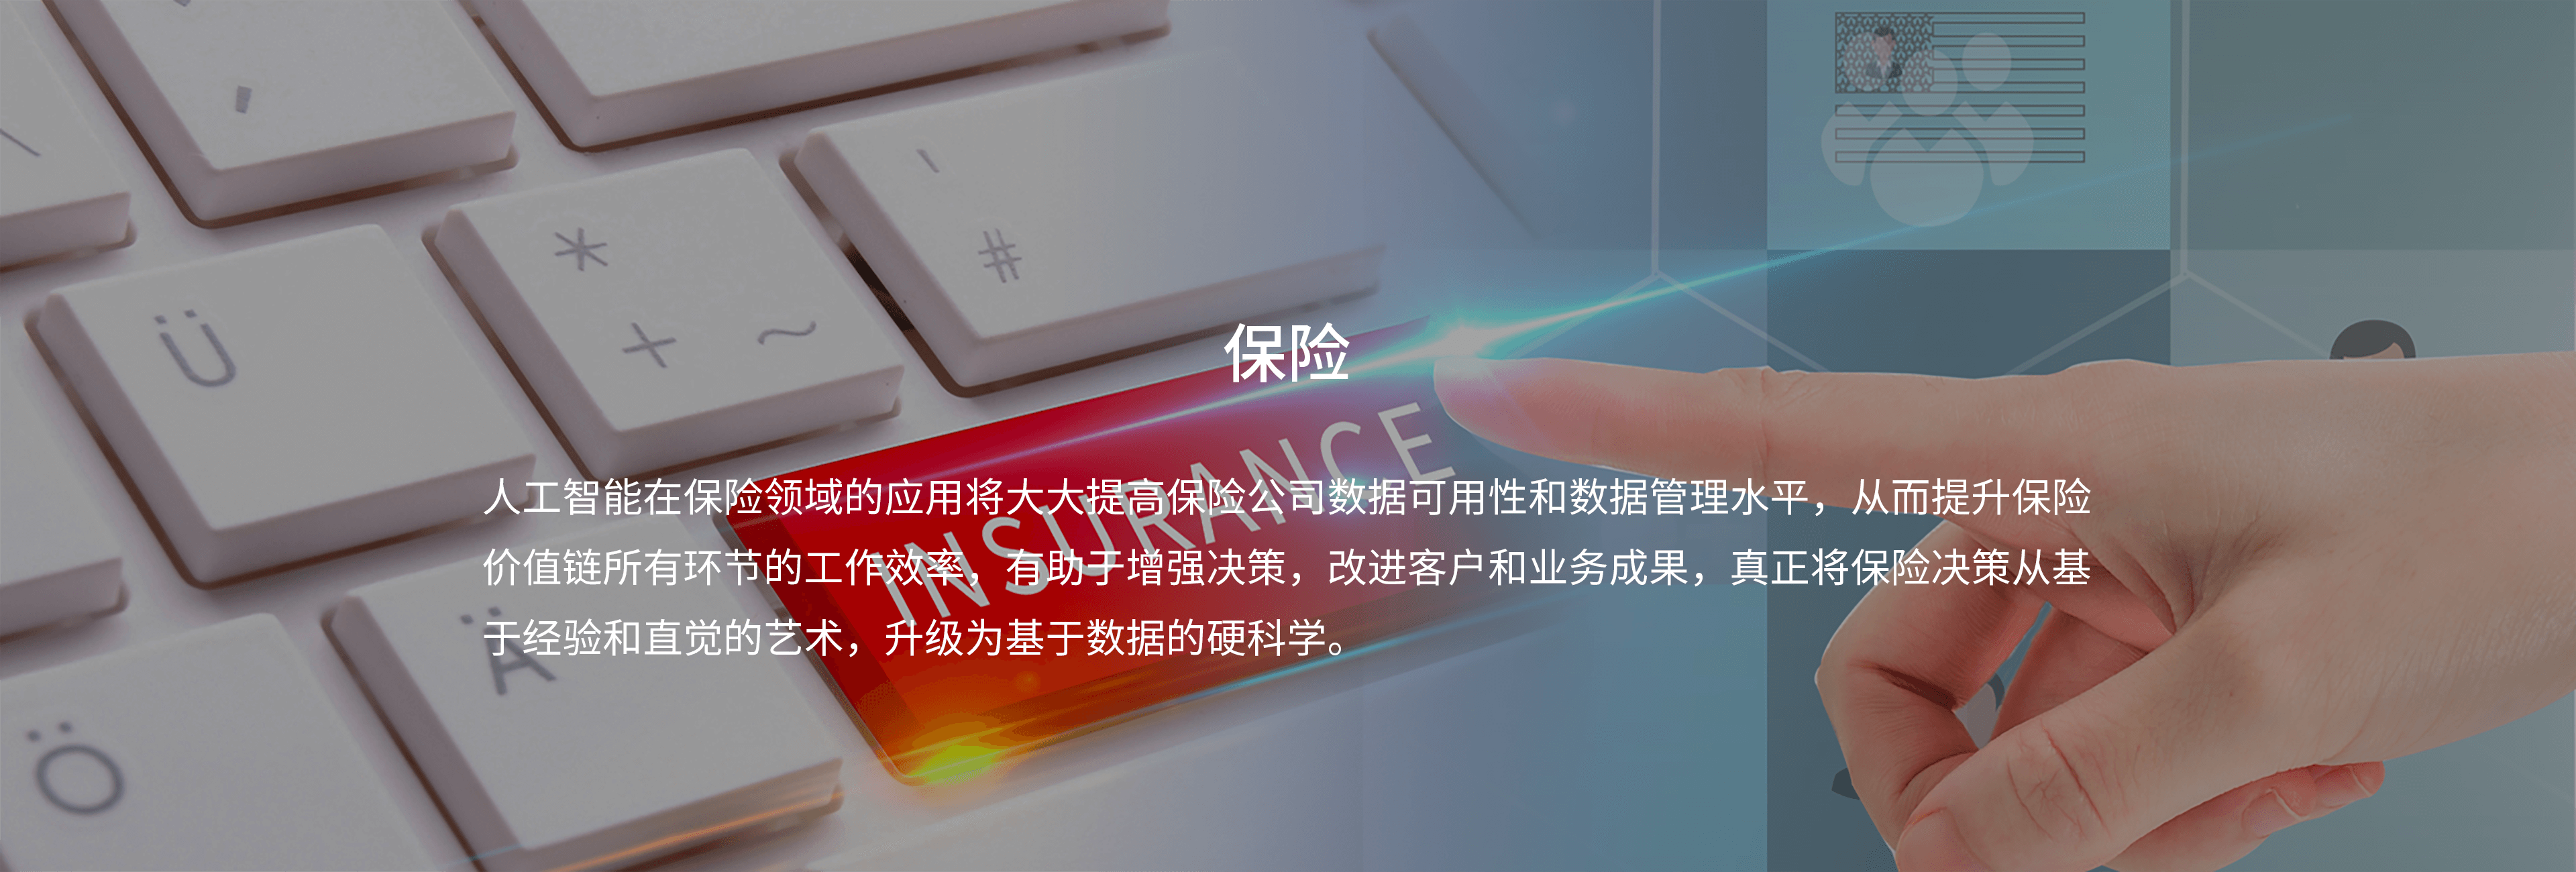 保险
人工智能在保险领域的应用将大大提高保险公司数据可用性和数据管理水平，从而提升保险
价值链所有环节的工作效率，有助于增强决策，改进客户和业务成果，真正将保险决策从基
于经验和直觉的艺术，升级为基于数据的硬科学。
INSURANCE
'
#
*
+ ~
Ü
Ä
Ö